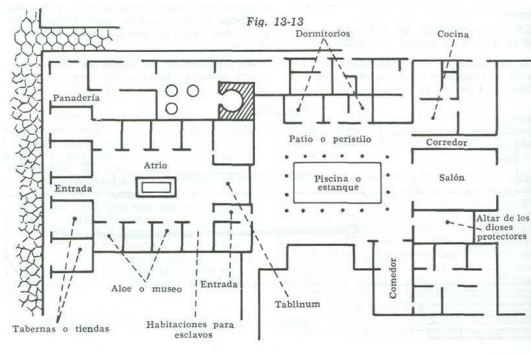 Fig. 13-13
Dormitorios
Cocina
Panadería
Patio o peristilo
Corredor
Atrio
Entrada
Piscina o
estanque
Salón
Altar de los
dioses
protectores
Comedor
Aloe o museo
Entrada
Tablinum
Tabernas o tiendas
Habitaciones para
esclavos